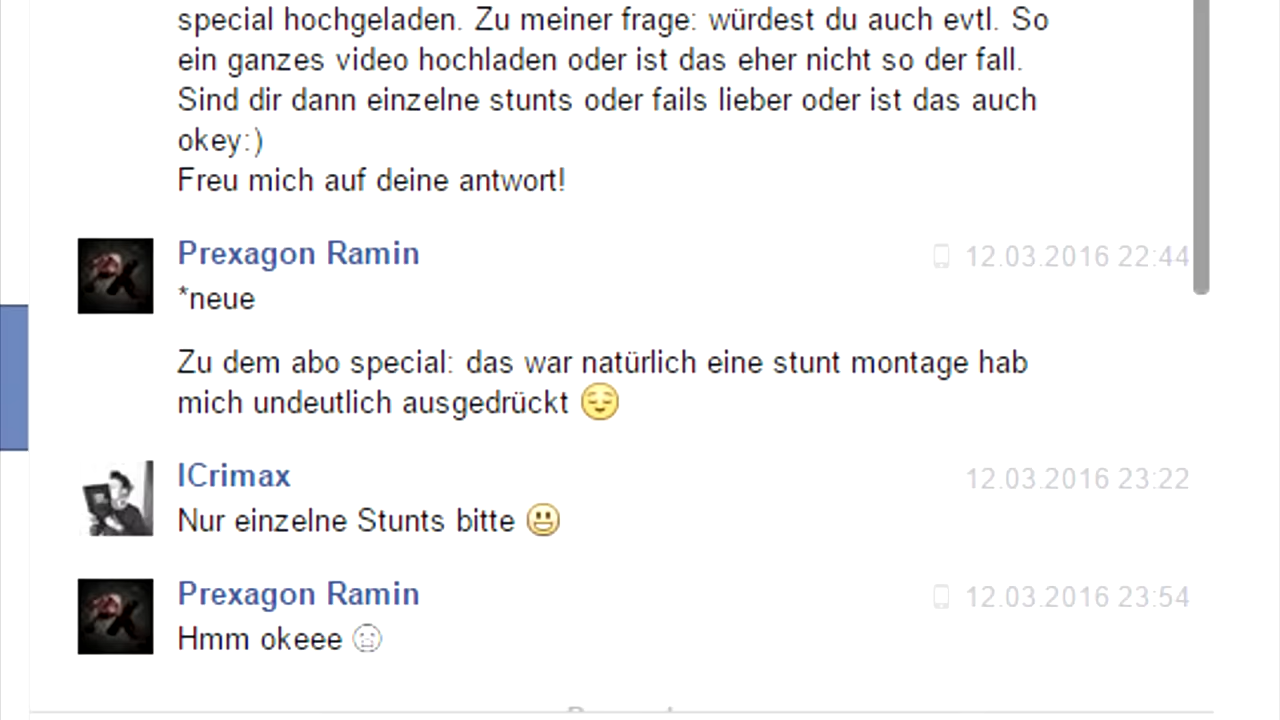 special hochgeladen. Zu meiner frage: würdest du auch evtl. So
ein ganzes video hochladen oder ist das eher nicht so der fall.
Sind dir dann einzelne stunts oder fails lieber oder ist das auch
okey:)
Freu mich auf deine antwort!
Prexagon Ramin
12.03.2016 22:44
*neue
Zu dem abo special: das war natürlich eine stunt montage hab
mich undeutlich ausgedrückt 😌
ICrimax
12.03.2016 23:22
Nur einzelne Stunts bitte 😃
Prexagon Ramin
12.03.2016 23:54
Hmm okeee